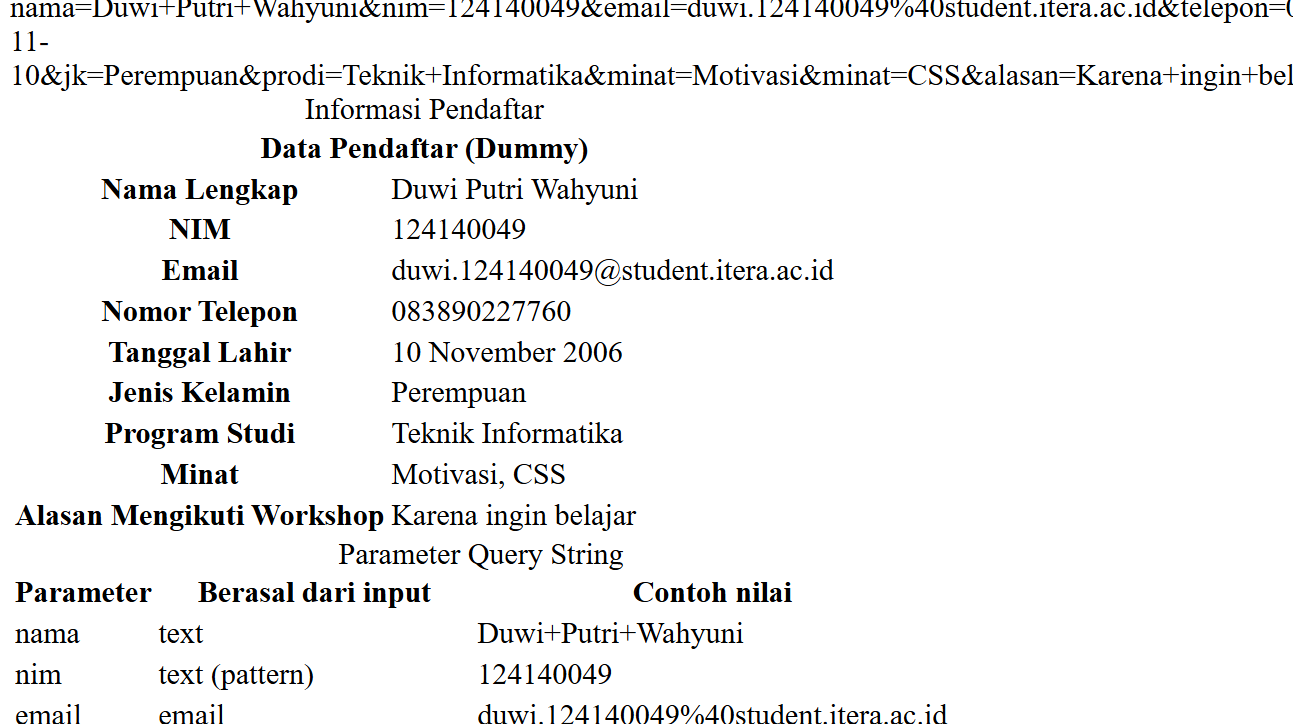 nama=Duwi+Putri+Wahyuni&nim=124140049&email=duwi.124140049%40student.itera.ac.id&telepon=
11-
10&jk=Perempuan&prodi=Teknik+Informatika&minat=Motivasi&minat=CSS&alasan=Karena+ingin+bel
Informasi Pendaftar
Data Pendaftar (Dummy)
Nama Lengkap Duwi Putri Wahyuni
NIM 124140049
Email duwi.124140049@student.itera.ac.id
Nomor Telepon 083890227760
Tanggal Lahir 10 November 2006
Jenis Kelamin Perempuan
Program Studi Teknik Informatika
Minat Motivasi, CSS
Alasan Mengikuti Workshop Karena ingin belajar
Parameter Query String
Parameter Berasal dari input Contoh nilai
nama text Duwi+Putri+Wahyuni
nim text (pattern) 124140049
email email duwi.124140049%40student.itera.ac.id